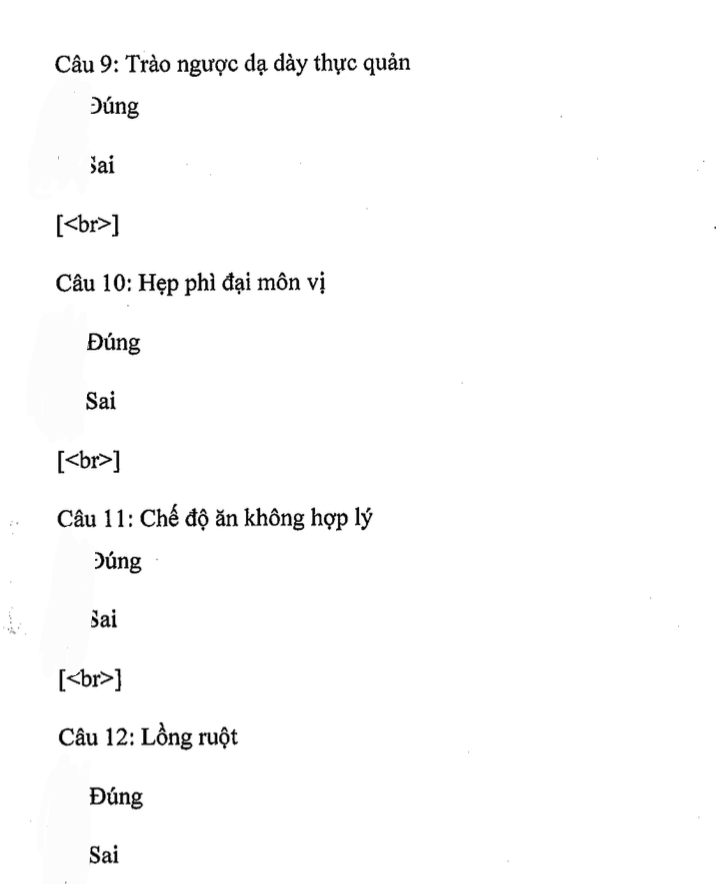 Câu 9: Trào ngược dạ dày thực quản
Đúng
Sai
[<br>]
Câu 10: Hẹp phì đại môn vị
Đúng
Sai
[<br>]
Câu 11: Chế độ ăn không hợp lý
Đúng
Sai
[<br>]
Câu 12: Lồng ruột
Đúng
Sai